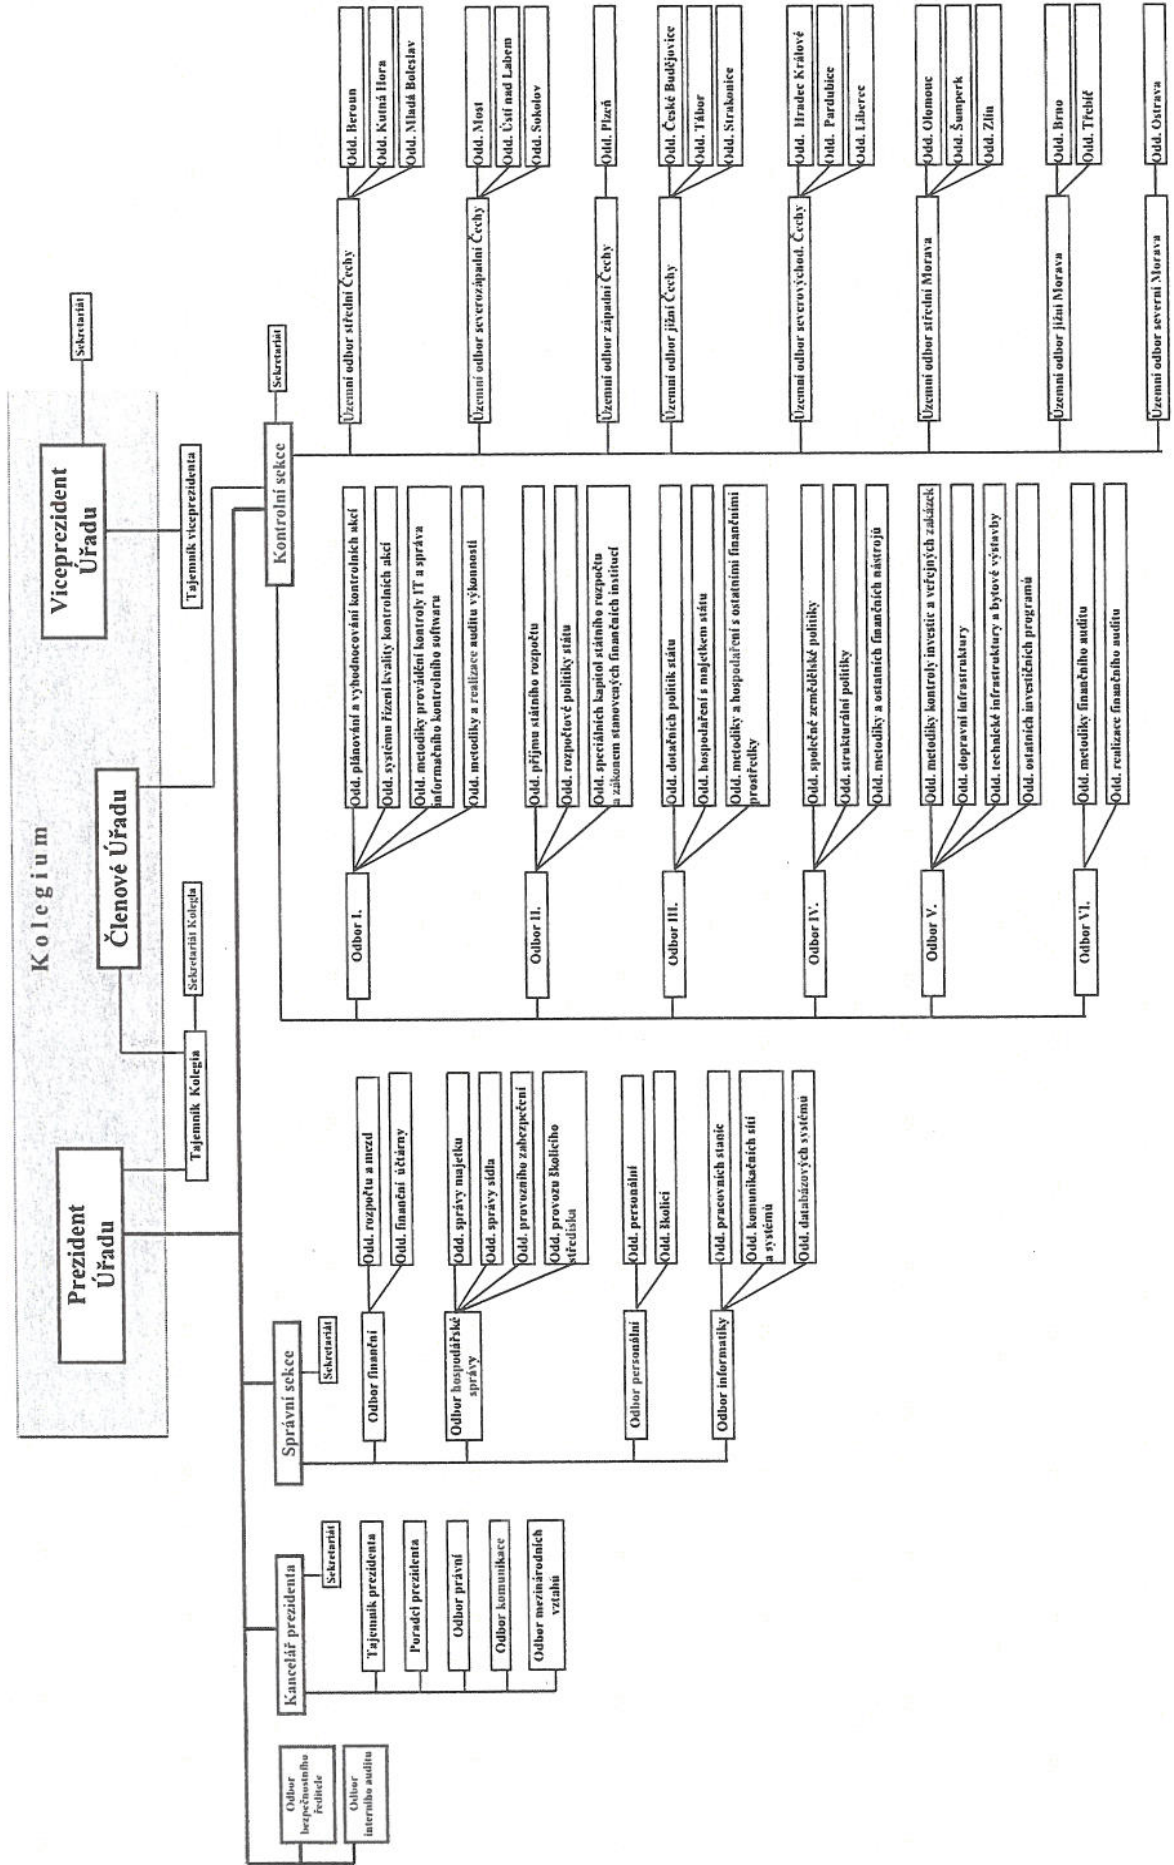 Kolegium
Prezident
Úřadu
Členové Úřadu
Viceprezident
Úřadu
Sekretariát
Tajemník Kolegia
Sekretariát Kolegia
Tajemník viceprezidenta
Odbor
bezpečnostního
ředitele
Odbor
interního auditu
Kancelář prezidenta
Sekretariát
Tajemník prezidenta
Poradci prezidenta
Odbor právní
Odbor komunikace
Odbor mezinárodních
vztahů
Správní sekce
Sekretariát
Odbor finanční
Odd. rozpočtu a mezd
Odd. finanční účtárny
Odbor hospodářské
správy
Odd. správy majetku
Odd. správy sídla
Odd. provozního zabezpečení
Odd. provozu školicího
střediska
Odbor personální
Odd. personální
Odd. školicí
Odbor informatiky
Odd. pracovních stanic
Odd. komunikačních sítí
a systémů
Odd. databázových systémů
Kontrolní sekce
Sekretariát
Odbor I.
Odd. plánování a vyhodnocování kontrolních akcí
Odd. systému řízení kvality kontrolních akcí
Odd. metodiky provádění kontroly IT a správa
informačního kontrolního softwaru
Odd. metodiky a realizace auditu výkonnosti
Odbor II.
Odd. příjmu státního rozpočtu
Odd. rozpočtové politiky státu
Odd. speciálních kapitol státního rozpočtu
a zákonem stanovených finančních institucí
Odbor III.
Odd. dotačních politik státu
Odd. hospodaření s majetkem státu
Odd. metodiky a hospodaření s ostatními finančními
prostředky
Odbor IV.
Odd. společné zemědělské politiky
Odd. strukturální politiky
Odd. metodiky a ostatních finančních nástrojů
Odbor V.
Odd. metodiky kontroly investic a veřejných zakázek
Odd. dopravní infrastruktury
Odd. technické infrastruktury a bytové výstavby
Odd. ostatních investičních programů
Odbor VI.
Odd. metodiky finančního auditu
Odd. realizace finančního auditu
Územní odbor střední Čechy
Odd. Beroun
Odd. Kutná Hora
Odd. Mladá Boleslav
Územní odbor severozápadní Čechy
Odd. Most
Odd. Ústí nad Labem
Odd. Sokolov
Územní odbor západní Čechy
Odd. Plzeň
Územní odbor jižní Čechy
Odd. České Budějovice
Odd. Tábor
Odd. Strakonice
Územní odbor severovýchod. Čechy
Odd. Hradec Králové
Odd. Pardubice
Odd. Liberec
Územní odbor střední Morava
Odd. Olomouc
Odd. Šumperk
Odd. Zlín
Územní odbor jižní Morava
Odd. Brno
Odd. Třebíč
Územní odbor severní Morava
Odd. Ostrava